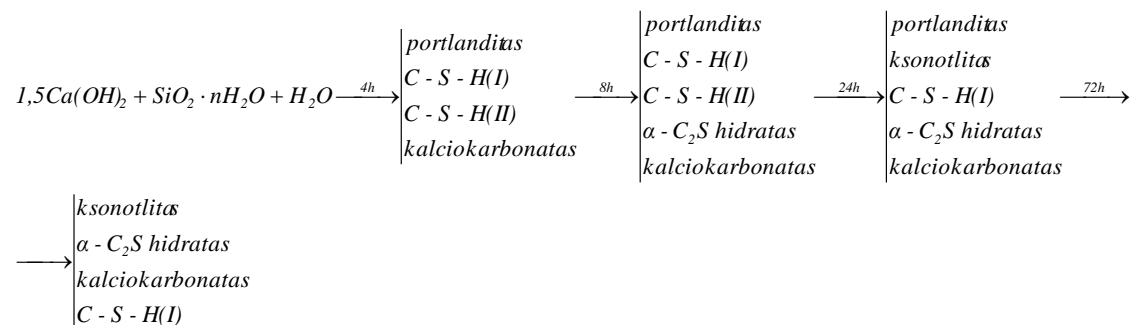 1,5Ca(OH)₂ + SiO₂ · nH₂O + H₂O
4h
portlanditas
C - S - H(I)
C - S - H(II)
kalciokarbonatas
8h
portlanditas
C - S - H(I)
C - S - H(II)
α - C₂S hidratas
kalciokarbonatas
24h
portlanditas
ksonotlitas
C - S - H(I)
α - C₂S hidratas
kalciokarbonatas
72h
ksonotlitas
α - C₂S hidratas
kalciokarbonatas
C - S - H(I)